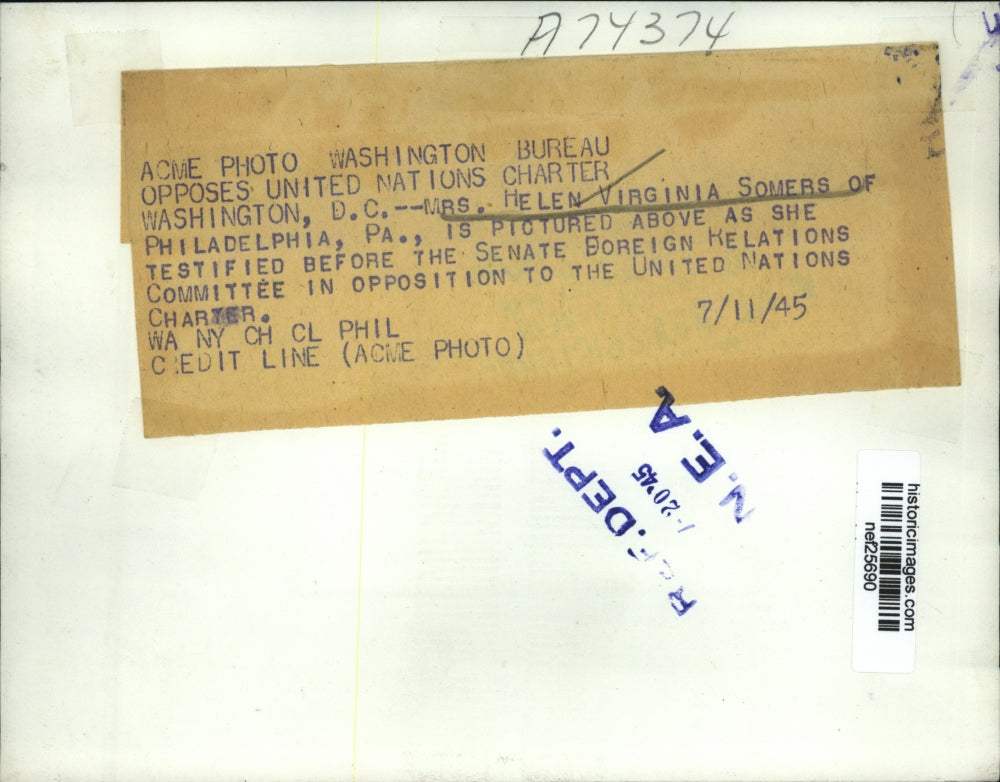 A74374
ACME PHOTO WASHINGTON BUREAU
OPPOSES UNITED NATIONS CHARTER
WASHINGTON, D.C.--MRS. HELEN VIRGINIA SOMERS OF
PHILADELPHIA, PA., IS PICTURED ABOVE AS SHE
TESTIFIED BEFORE THE SENATE BOREIGN RELATIONS
COMMITTEE IN OPPOSITION TO THE UNITED NATIONS
CHARTER.
7/11/45
WA NY CH CL PHIL
C EDIT LINE (ACME PHOTO)
REF. DEPT.
7-20 45
N.E.A.
historicimages.com
nef25690